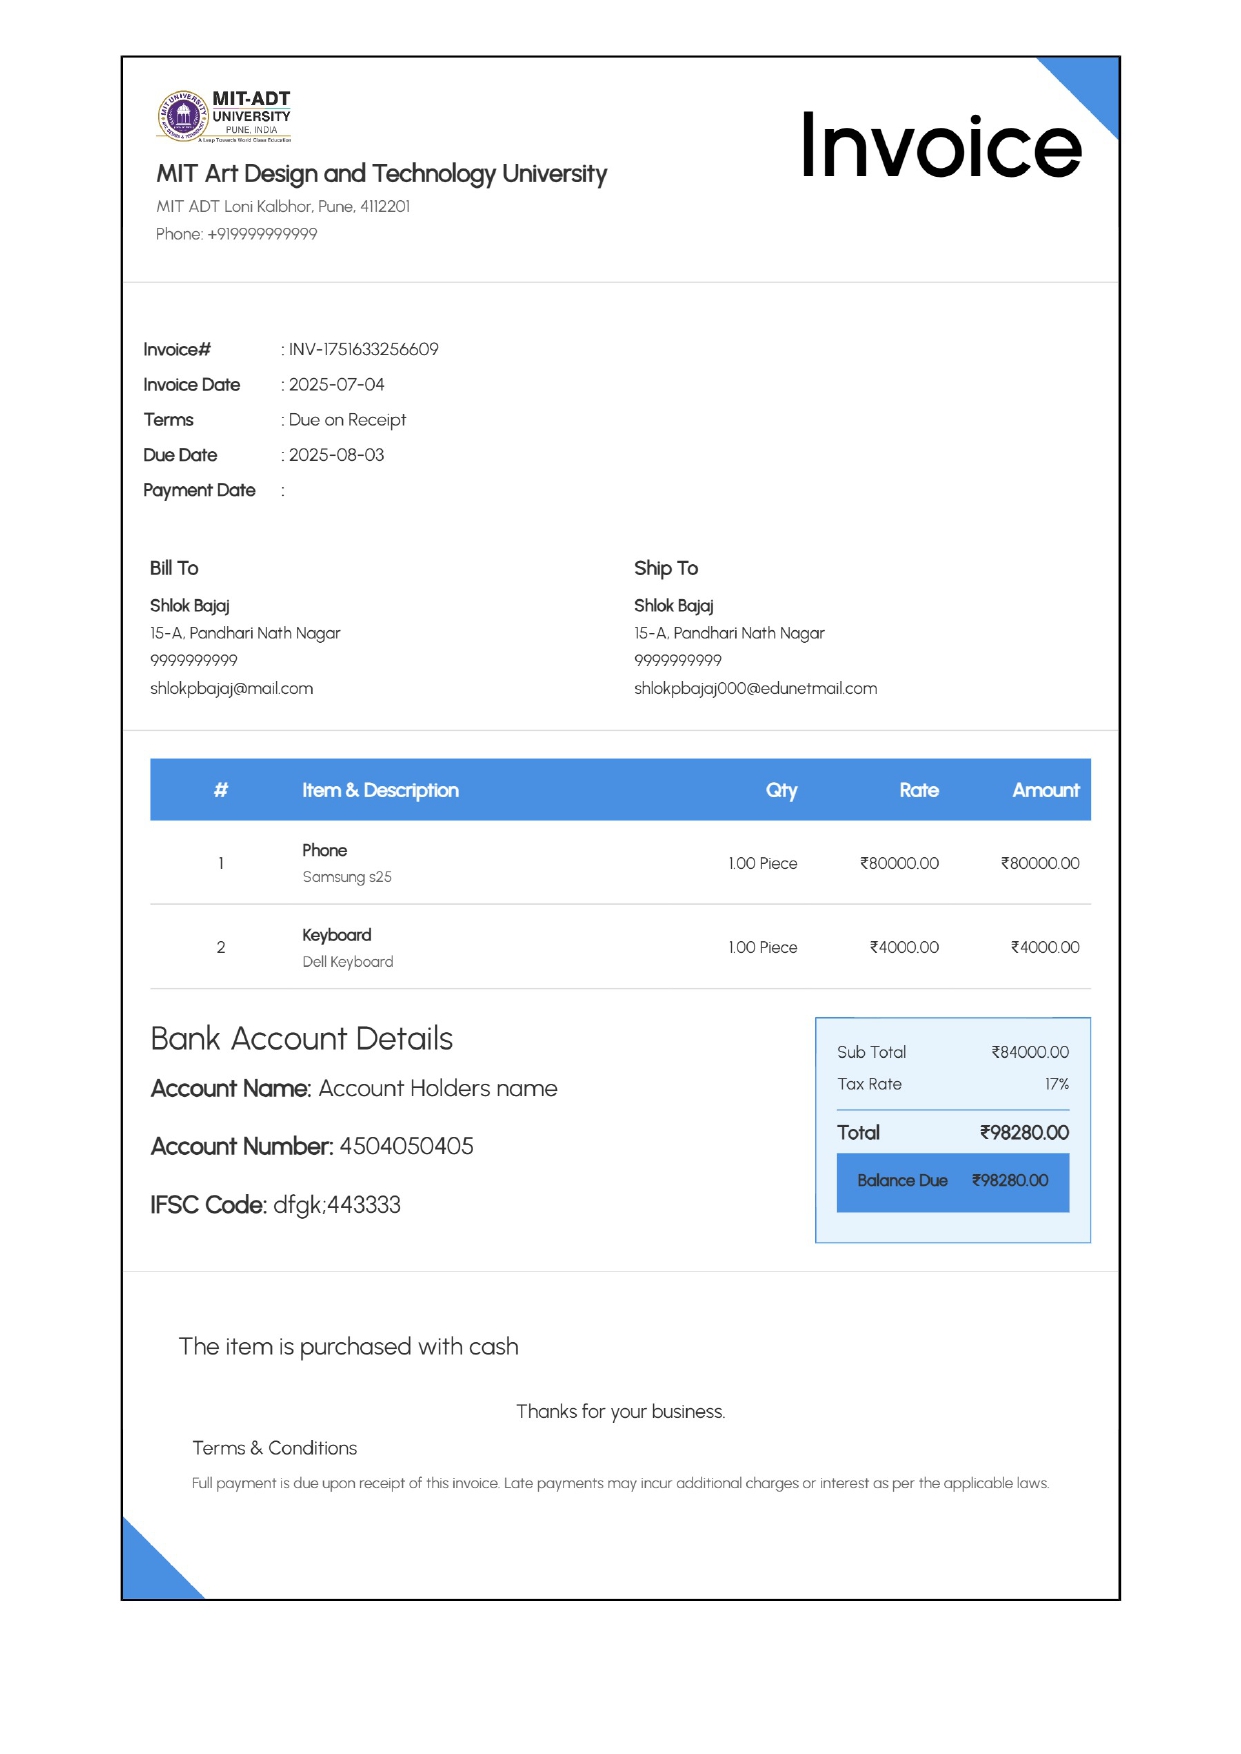 MIT-ADT
UNIVERSITY
PUNE, INDIA
A Leap Towards World Class Education
Invoice
MIT Art Design and Technology University
MIT ADT Loni Kalbhor, Pune, 4112201
Phone: +919999999999
Invoice# : INV-1751633256609
Invoice Date : 2025-07-04
Terms : Due on Receipt
Due Date : 2025-08-03
Payment Date :
Bill To
Shlok Bajaj
15-A, Pandhari Nath Nagar
9999999999
shlokpbajaj@mail.com
Ship To
Shlok Bajaj
15-A, Pandhari Nath Nagar
9999999999
shlokpbajaj000@edunetmail.com
# Item & Description Qty Rate Amount
1 Phone 1.00 Piece ₹80000.00 ₹80000.00
Samsung s25
2 Keyboard 1.00 Piece ₹4000.00 ₹4000.00
Dell Keyboard
Bank Account Details
Account Name: Account Holders name
Account Number: 4504050405
IFSC Code: dfgk;443333
Sub Total ₹84000.00
Tax Rate 17%
Total ₹98280.00
Balance Due ₹98280.00
The item is purchased with cash
Thanks for your business.
Terms & Conditions
Full payment is due upon receipt of this invoice. Late payments may incur additional charges or interest as per the applicable laws.